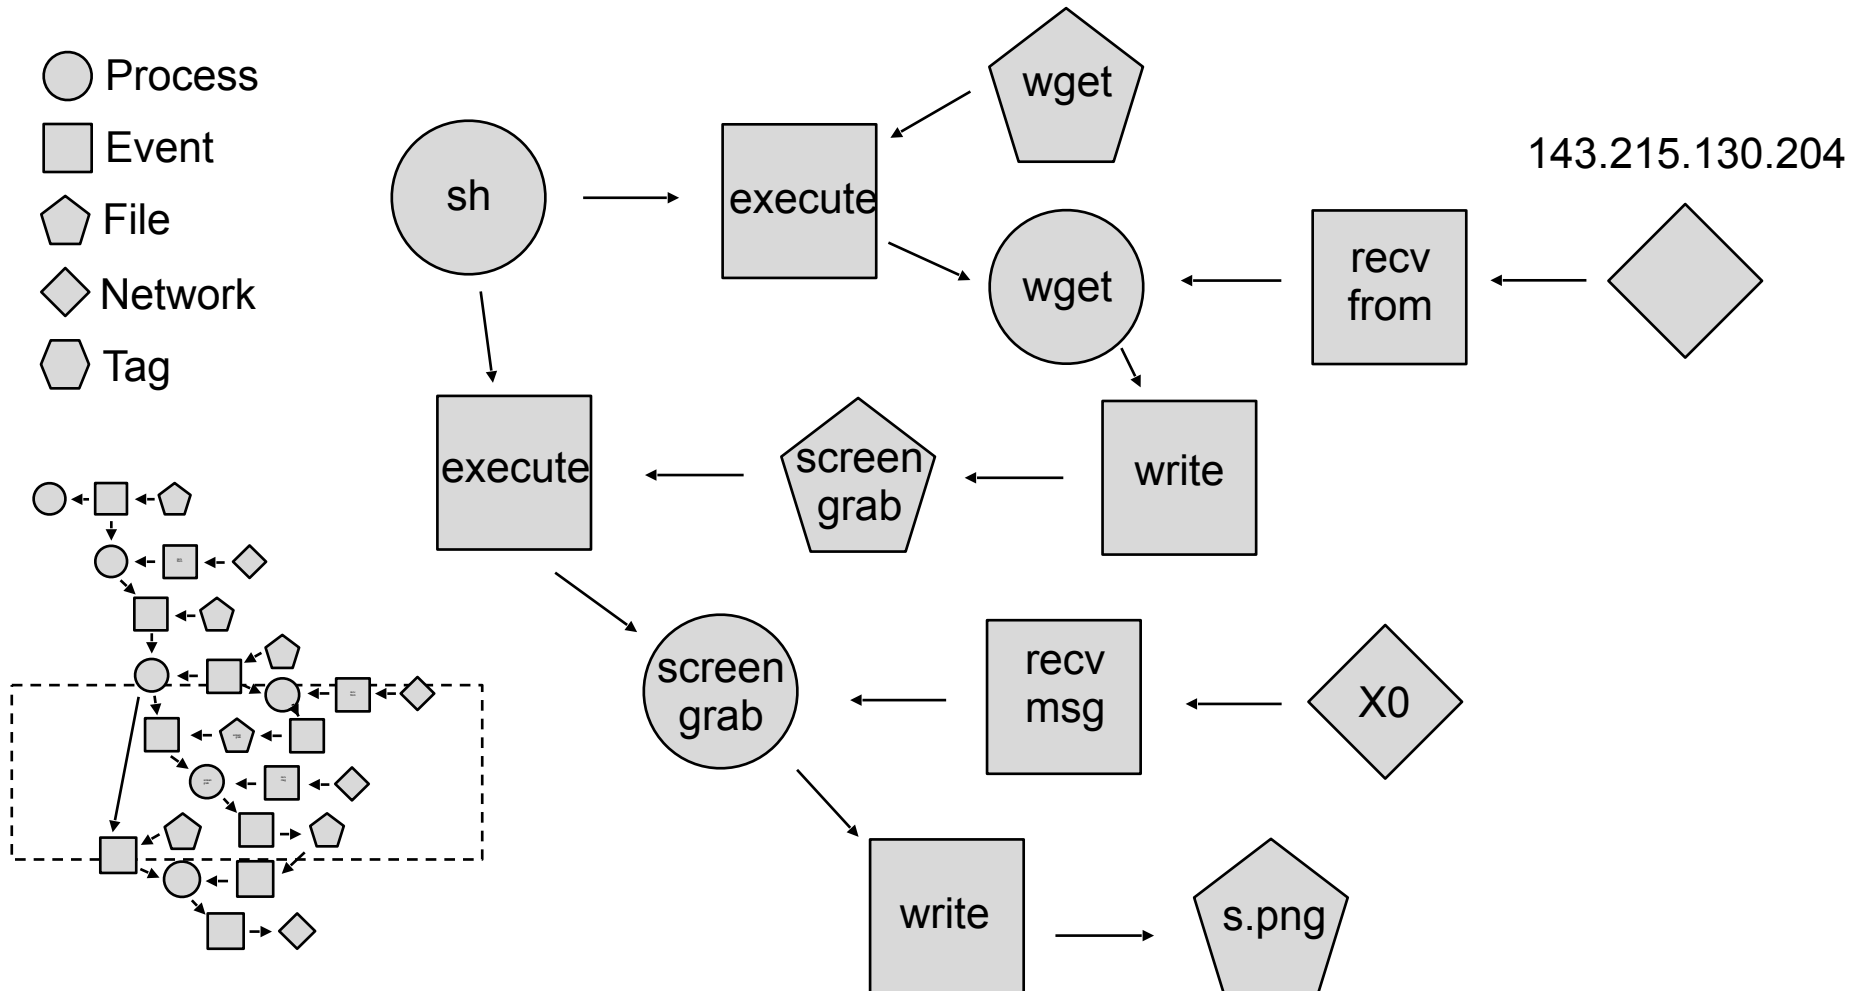 Process
Event
File
Network
Tag
sh
execute
wget
wget
recv
from
143.215.130.204
execute
screen
grab
write
screen
grab
recv
msg
X0
write
s.png